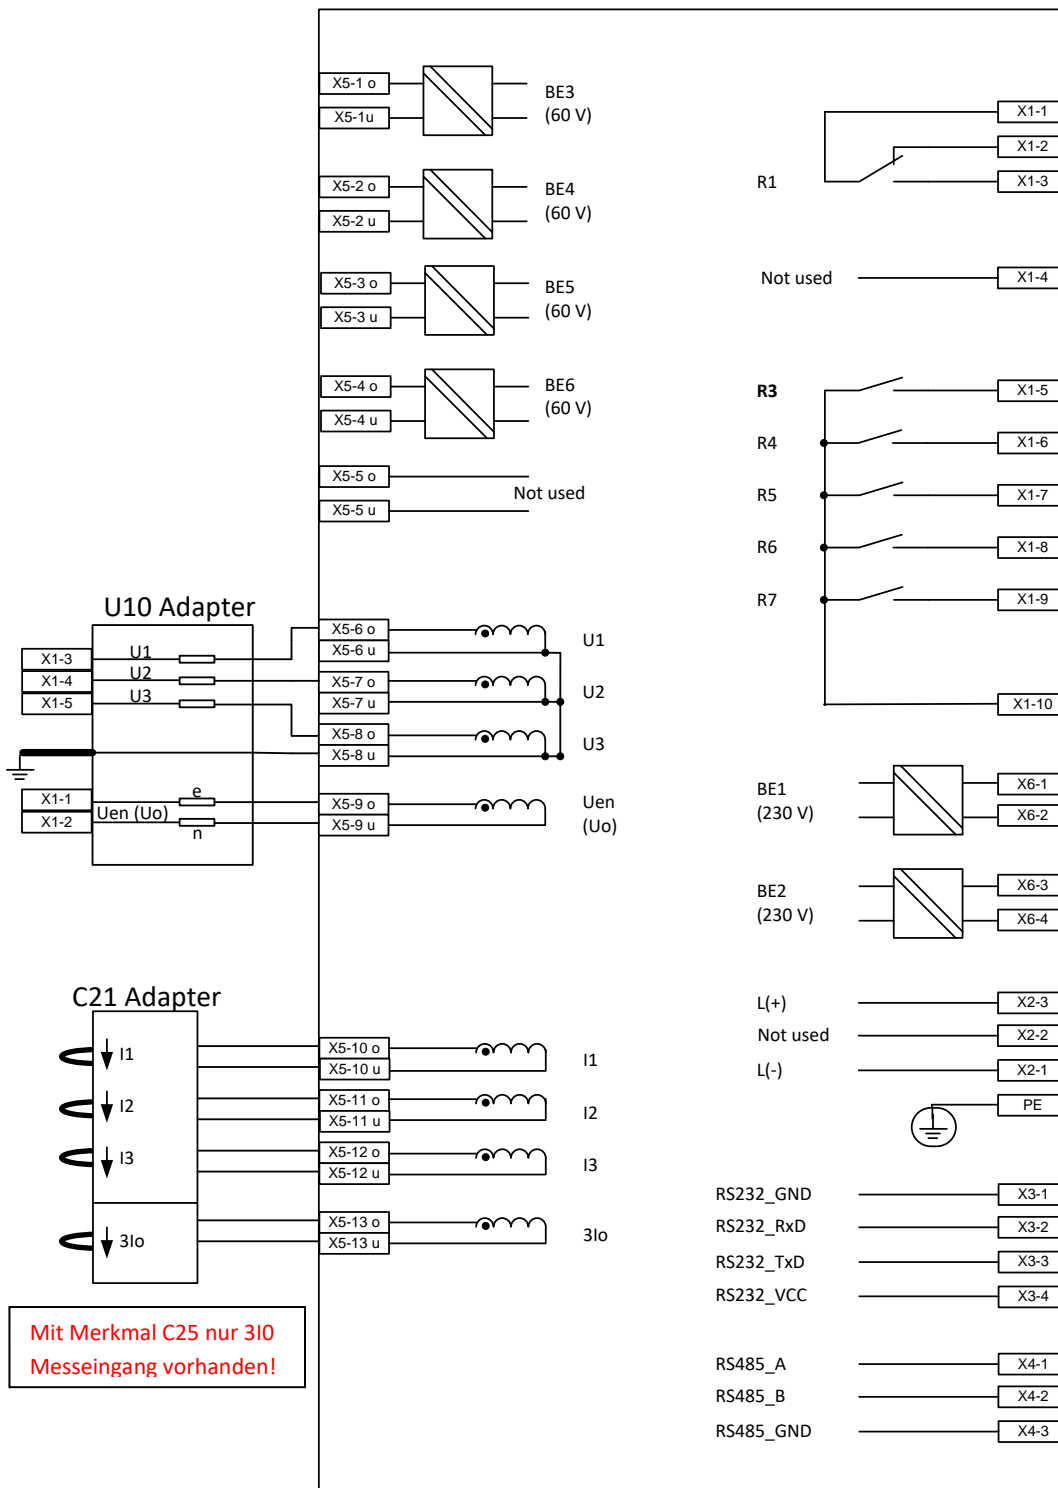 X5-1 o
X5-1u
BE3
(60 V)
X5-2 o
X5-2 u
BE4
(60 V)
X5-3 o
X5-3 u
BE5
(60 V)
X5-4 o
X5-4 u
BE6
(60 V)
X5-5 o
X5-5 u
Not used
U10 Adapter
X1-3
X1-4
X1-5
U1
U2
U3
X1-1
X1-2
e
Uen (Uo)
n
X5-6 o
X5-6 u
U1
X5-7 o
X5-7 u
U2
X5-8 o
X5-8 u
U3
X5-9 o
X5-9 u
Uen
(Uo)
C21 Adapter
I1
I2
I3
3Io
X5-10 o
X5-10 u
I1
X5-11 o
X5-11 u
I2
X5-12 o
X5-12 u
I3
X5-13 o
X5-13 u
3Io
Mit Merkmal C25 nur 3I0
Messeingang vorhanden!
R1
X1-1
X1-2
X1-3
Not used
X1-4
R3
X1-5
R4
X1-6
R5
X1-7
R6
X1-8
R7
X1-9
X1-10
BE1
(230 V)
X6-1
X6-2
BE2
(230 V)
X6-3
X6-4
L(+)
X2-3
Not used
X2-2
L(-)
X2-1
PE
RS232_GND
X3-1
RS232_RxD
X3-2
RS232_TxD
X3-3
RS232_VCC
X3-4
RS485_A
X4-1
RS485_B
X4-2
RS485_GND
X4-3